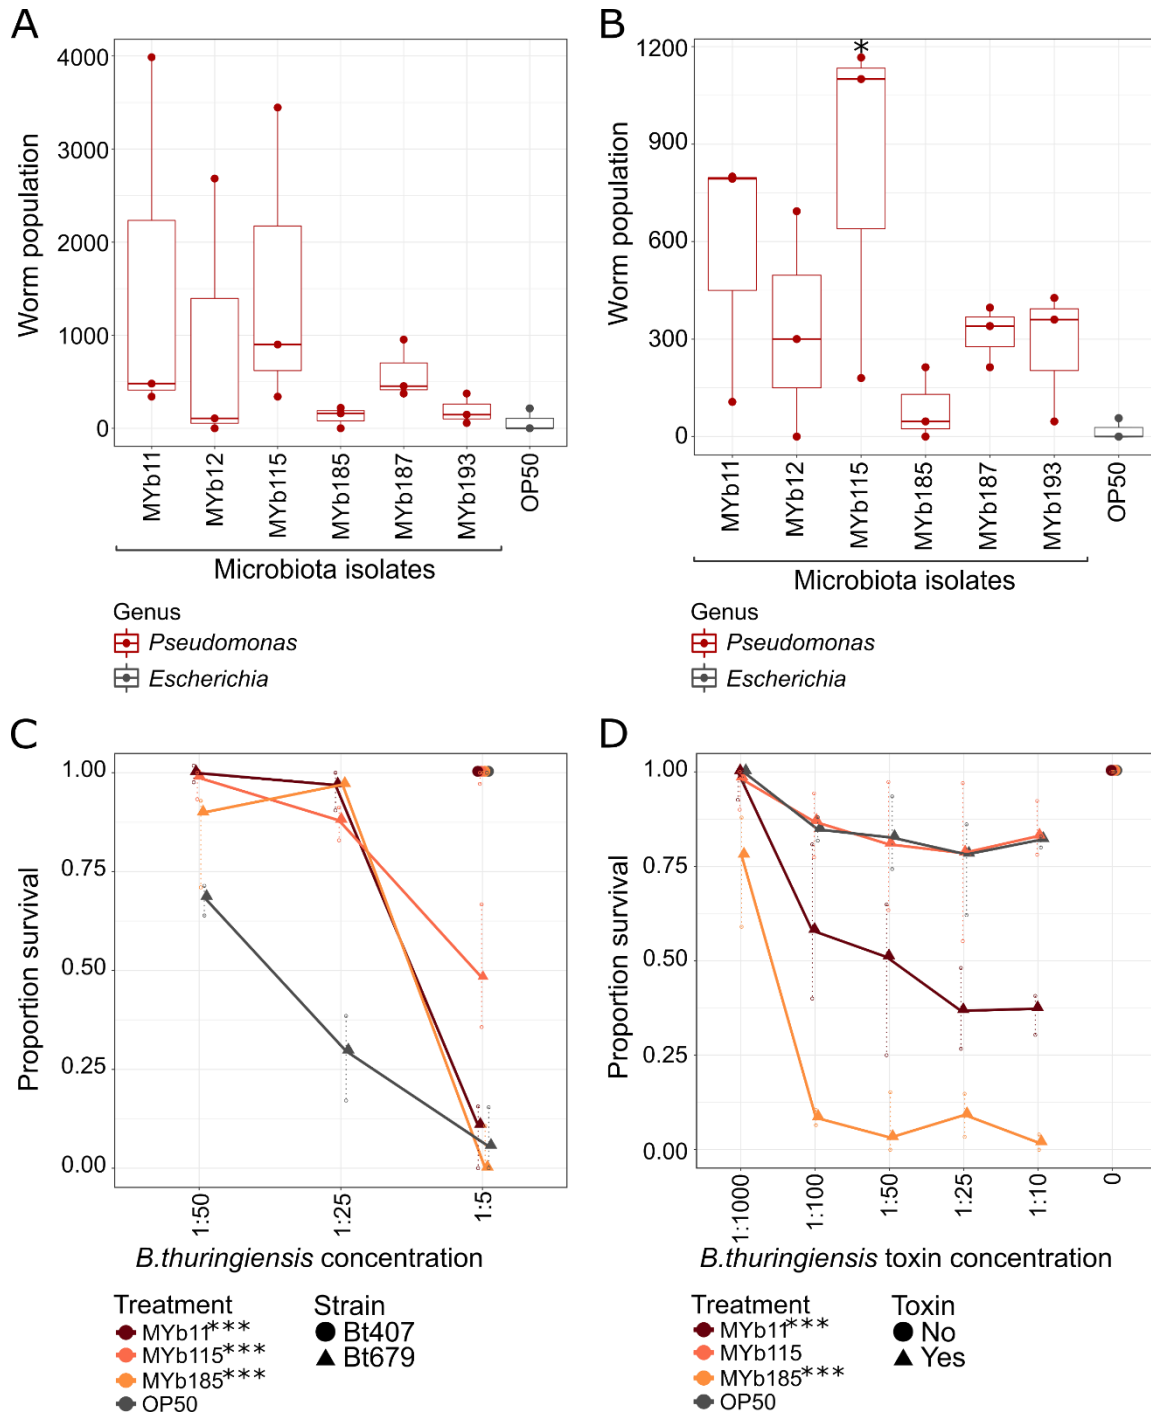 A
Worm population
4000
3000
2000
1000
0
MYb11
MYb12
MYb115
MYb185
MYb187
MYb193
OP50
Microbiota isolates
Genus
Pseudomonas
Escherichia
B
Worm population
1200
900
600
300
0
*
MYb11
MYb12
MYb115
MYb185
MYb187
MYb193
OP50
Microbiota isolates
Genus
Pseudomonas
Escherichia
C
Proportion survival
1.00
0.75
0.50
0.25
0.00
1:50
1:25
1:5
B.thuringiensis concentration
Treatment
MYb11***
MYb115***
MYb185***
OP50
Strain
Bt407
Bt679
D
Proportion survival
1.00
0.75
0.50
0.25
0.00
1:1000
1:100
1:50
1:25
1:10
0
B.thuringiensis toxin concentration
Treatment
MYb11***
MYb115
MYb185***
OP50
Toxin
No
Yes